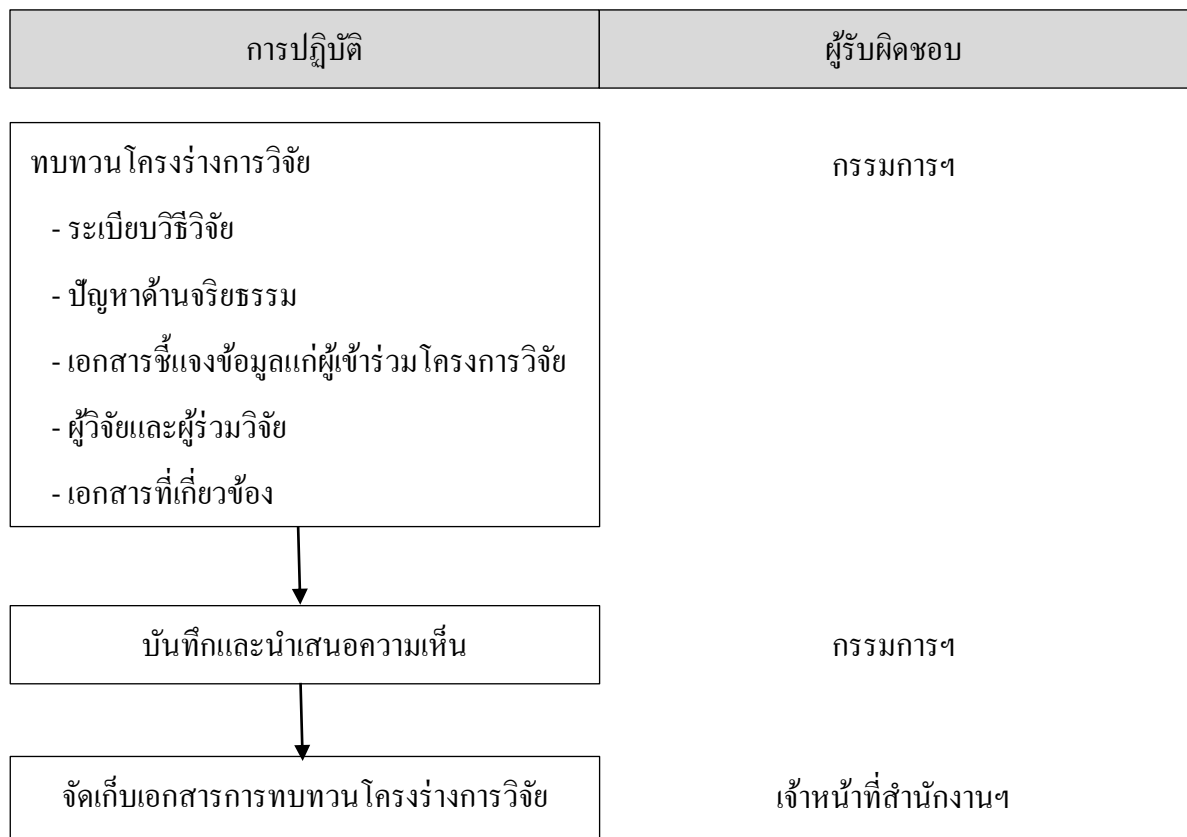 การปฏิบัติ ผู้รับผิดชอบ
ทบทวนโครงร่างการวิจัย กรรมการฯ
- ระเบียบวิธีวิจัย
- ปัญหาด้านจริยธรรม
- เอกสารชี้แจงข้อมูลแก่ผู้เข้าร่วมโครงการวิจัย
- ผู้วิจัยและผู้ร่วมวิจัย
- เอกสารที่เกี่ยวข้อง
บันทึกและนำเสนอความเห็น กรรมการฯ
จัดเก็บเอกสารการทบทวนโครงร่างการวิจัย เจ้าหน้าที่สำนักงานฯ